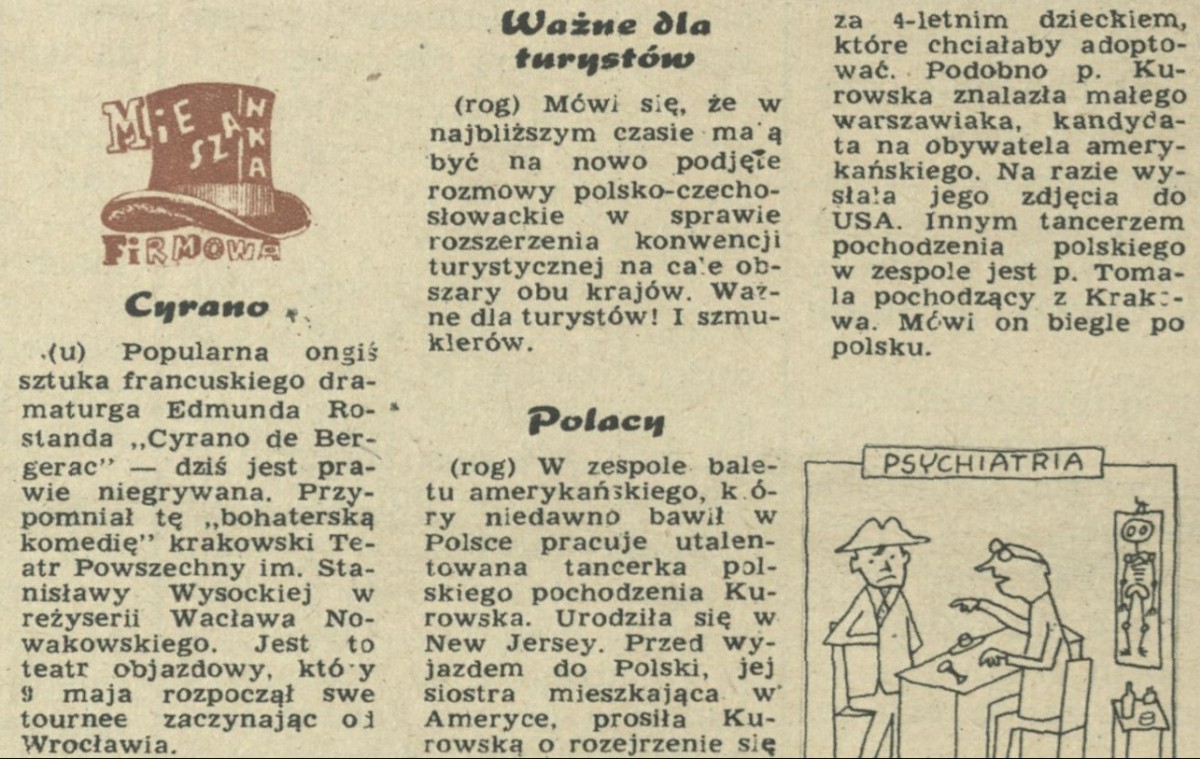 MiESZANKA
FiRMOWA
Cyrano
(u) Popularna ongiś
sztuka francuskiego dra-
maturga Edmunda Ro-
standa „Cyrano de Ber-
gerac” — dziś jest pra-
wie niegrywana. Przy-
pomniał tę „bohaterską
komedię” krakowski Te-
atr Powszechny im. Sta-
nisławy Wysockiej w
reżyserii Wacława No-
wakowskiego. Jest to
teatr objazdowy, który
9 maja rozpoczął swe
tournee zaczynając od
Wrocławia.
Ważne dla
turystów
(rog) Mówi się, że w
najbliższym czasie mają
być na nowo podjęte
rozmowy polsko-czecho-
słowackie w sprawie
rozszerzenia konwencji
turystycznej na całe ob-
szary obu krajów. Waż-
ne dla turystów! I szmu-
klerów.
Polacy
(rog) W zespole bale-
tu amerykańskiego, któ-
ry niedawno bawił w
Polsce pracuje utalen-
towana tancerka pol-
skiego pochodzenia Ku-
rowska. Urodziła się w
New Jersey. Przed wy-
jazdem do Polski, jej
siostra mieszkająca w
Ameryce, prosiła Ku-
rowską o rozejrzenie się
za 4-letnim dzieckiem,
które chciałaby adopto-
wać. Podobno p. Ku-
rowska znalazła małego
warszawiaka, kandyda-
ta na obywatela amery-
kańskiego. Na razie wy-
słała jego zdjęcia do
USA. Innym tancerzem
pochodzenia polskiego
w zespole jest p. Toma-
la pochodzący z Krako-
wa. Mówi on biegle po
polsku.
PSYCHIATRIA